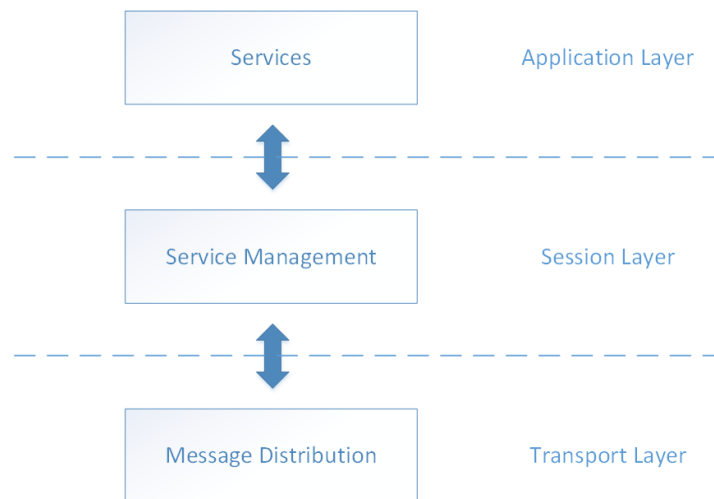 Services
Application Layer
Service Management
Session Layer
Message Distribution
Transport Layer